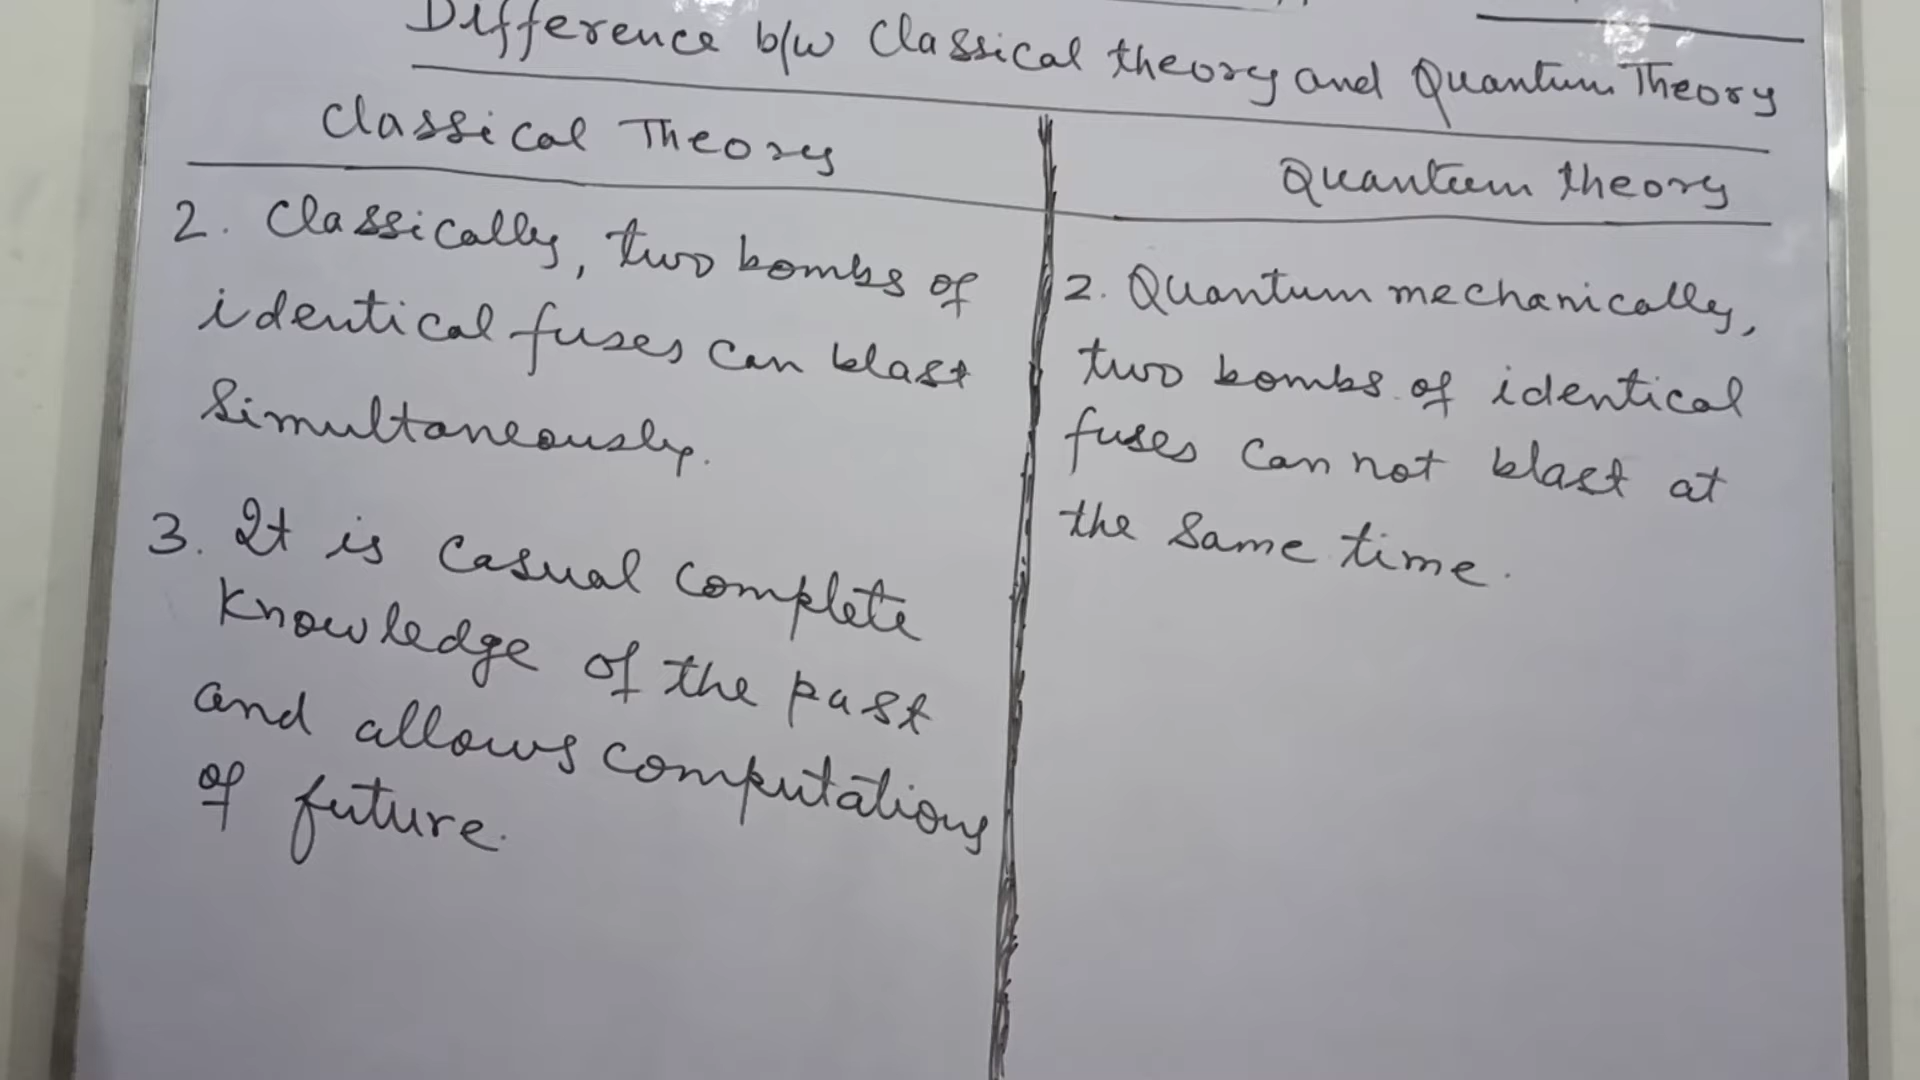 Difference b/w Classical theory and Quantum Theory
Classical Theory
2. Classically, two bombs of
identical fuses can blast
Simultaneously.
3. It is casual complete
knowledge of the past
and allows computations
of future.
Quantum theory
2. Quantum mechanically,
two bombs of identical
fuses can not blast at
the same time.